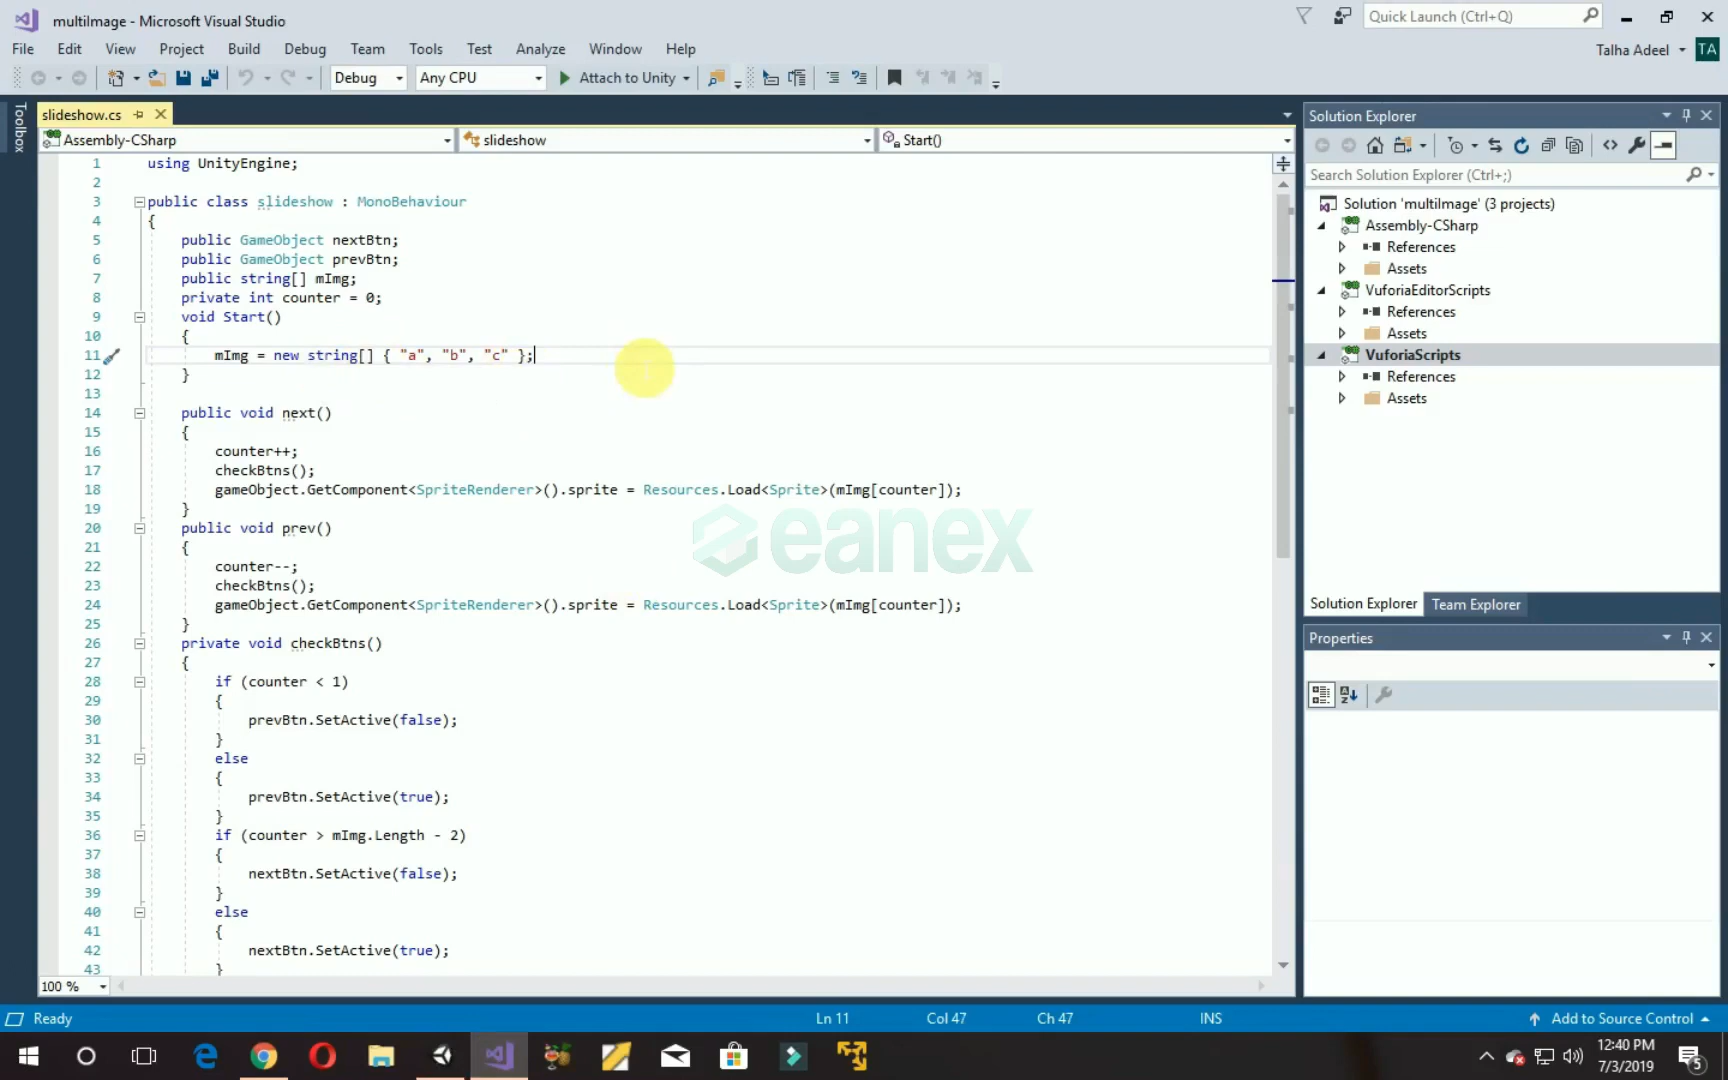 multiImage - Microsoft Visual Studio
Quick Launch (Ctrl+Q)
File Edit View Project Build Debug Team Tools Test Analyze Window Help
Talha Adeel TA
Debug Any CPU Attach to Unity
Toolbox
slideshow.cs
Assembly-CSharp slideshow Start()
1 using UnityEngine;
2
3 public class slideshow : MonoBehaviour
4 {
5 public GameObject nextBtn;
6 public GameObject prevBtn;
7 public string[] mImg;
8 private int counter = 0;
9 void Start()
10 {
11 mImg = new string[] { "a", "b", "c" };
12 }
13
14 public void next()
15 {
16 counter++;
17 checkBtns();
18 gameObject.GetComponent<SpriteRenderer>().sprite = Resources.Load<Sprite>(mImg[counter]);
19 }
20 public void prev()
21 {
22 counter--;
23 checkBtns();
24 gameObject.GetComponent<SpriteRenderer>().sprite = Resources.Load<Sprite>(mImg[counter]);
25 }
26 private void checkBtns()
27 {
28 if (counter < 1)
29 {
30 prevBtn.SetActive(false);
31 }
32 else
33 {
34 prevBtn.SetActive(true);
35 }
36 if (counter > mImg.Length - 2)
37 {
38 nextBtn.SetActive(false);
39 }
40 else
41 {
42 nextBtn.SetActive(true);
43 }
eanex
100 %
Solution Explorer
Search Solution Explorer (Ctrl+;)
Solution 'multiImage' (3 projects)
Assembly-CSharp
References
Assets
VuforiaEditorScripts
References
Assets
VuforiaScripts
References
Assets
Solution Explorer Team Explorer
Properties
Ready Ln 11 Col 47 Ch 47 INS Add to Source Control
12:40 PM
7/3/2019
5